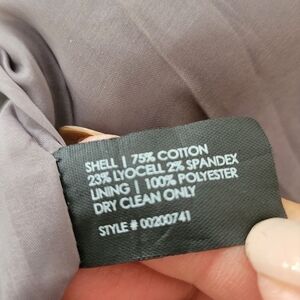 SHELL | 75% COTTON
23% LYOCELL 2% SPANDEX
LINING | 100% POLYESTER
DRY CLEAN ONLY
STYLE # 00200741